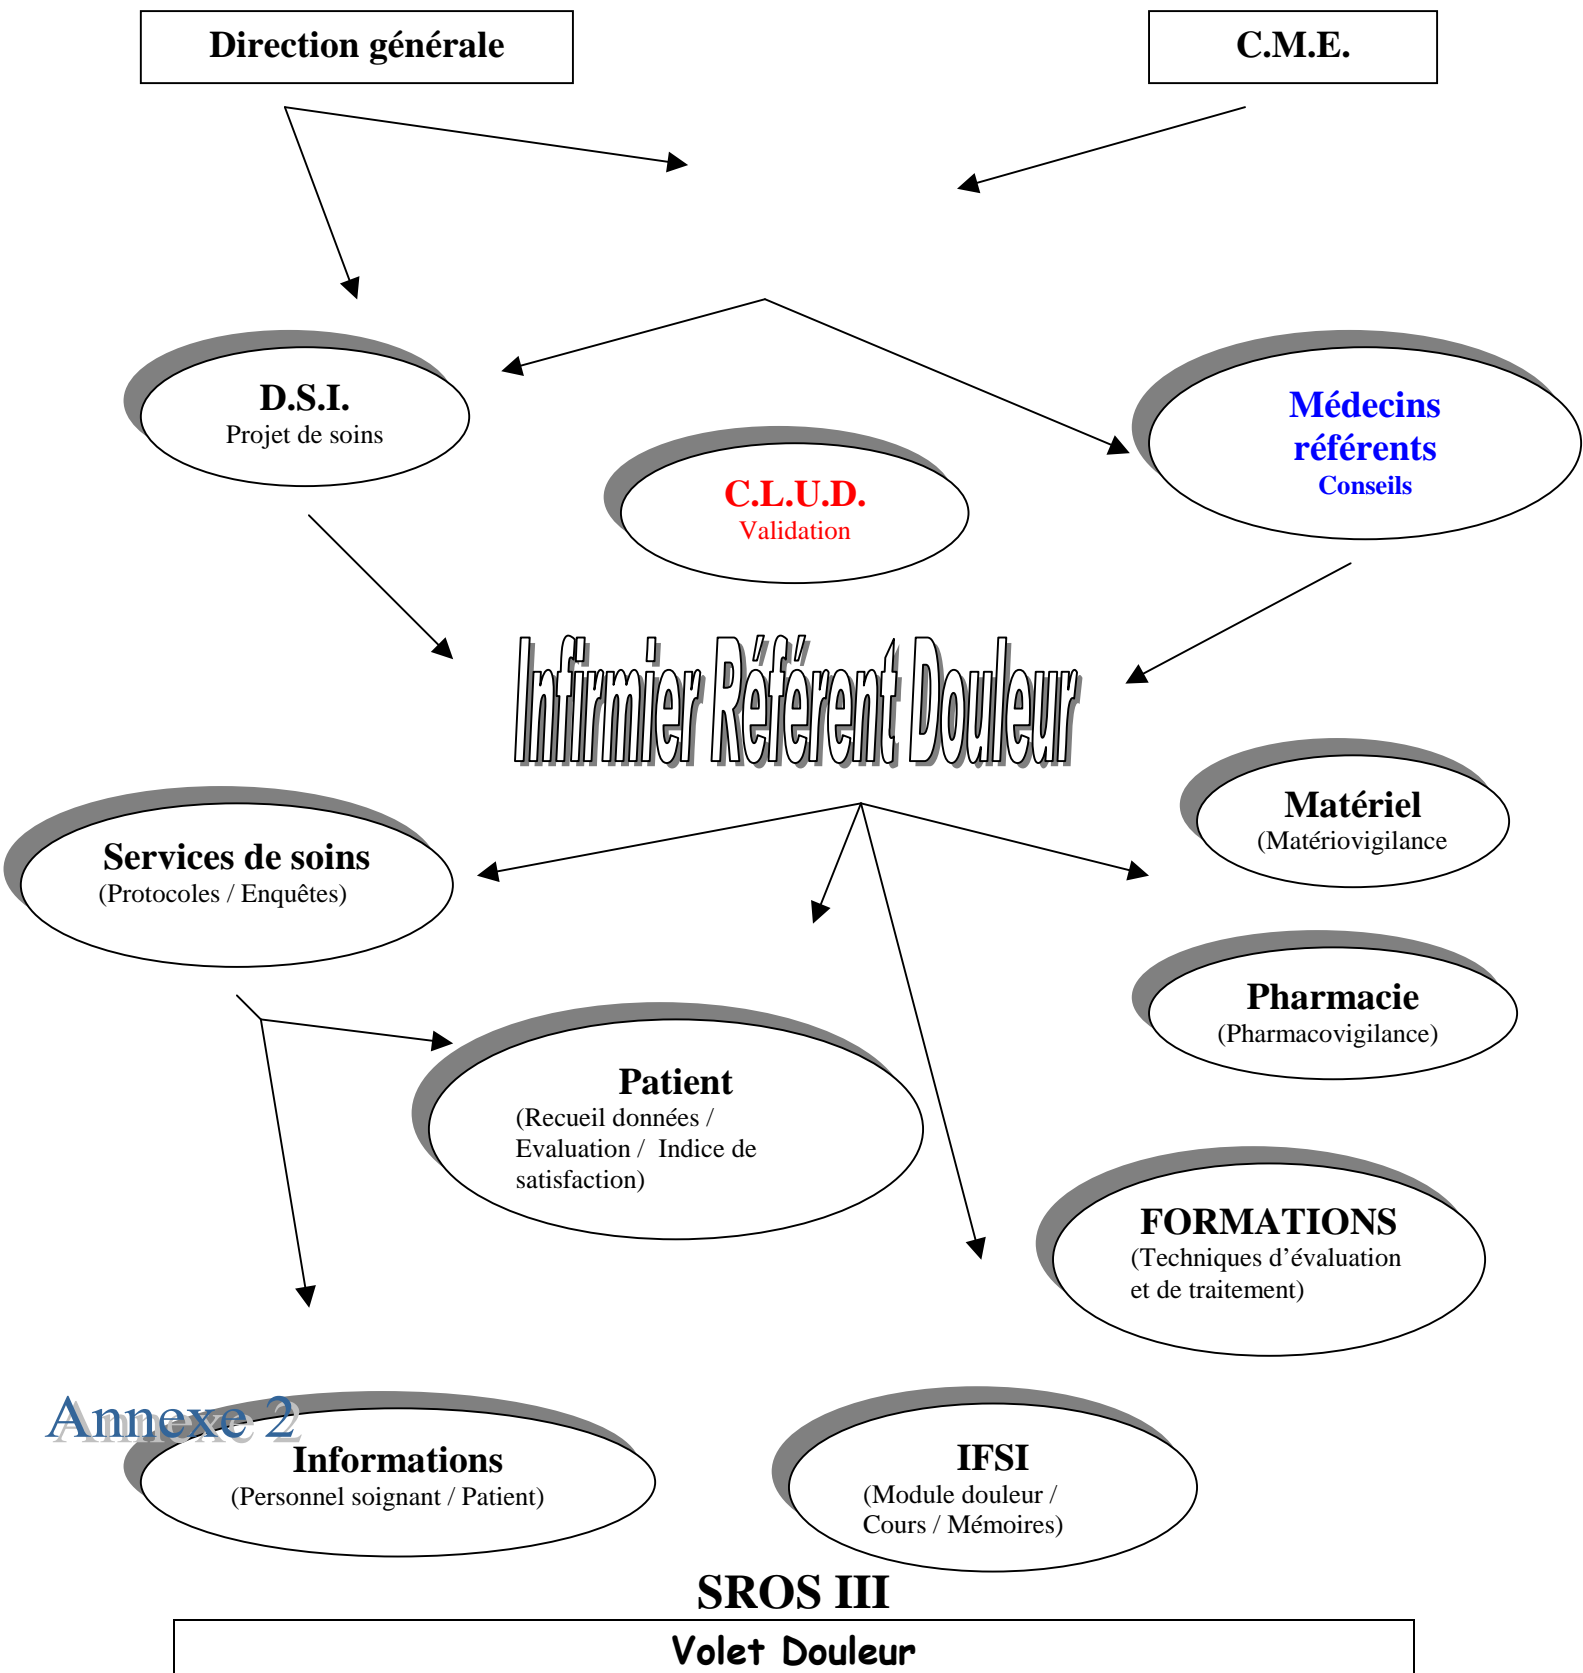 Direction générale
C.M.E.
D.S.I.
Projet de soins
Médecins
référents
Conseils
C.L.U.D.
Validation
Infirmier Référent Douleur
Matériel
(Matériovigilance
Services de soins
(Protocoles / Enquêtes)
Pharmacie
(Pharmacovigilance)
Patient
(Recueil données /
Evaluation / Indice de
satisfaction)
FORMATIONS
(Techniques d’évaluation
et de traitement)
Annexe 2
Informations
(Personnel soignant / Patient)
IFSI
(Module douleur /
Cours / Mémoires)
SROS III
Volet Douleur